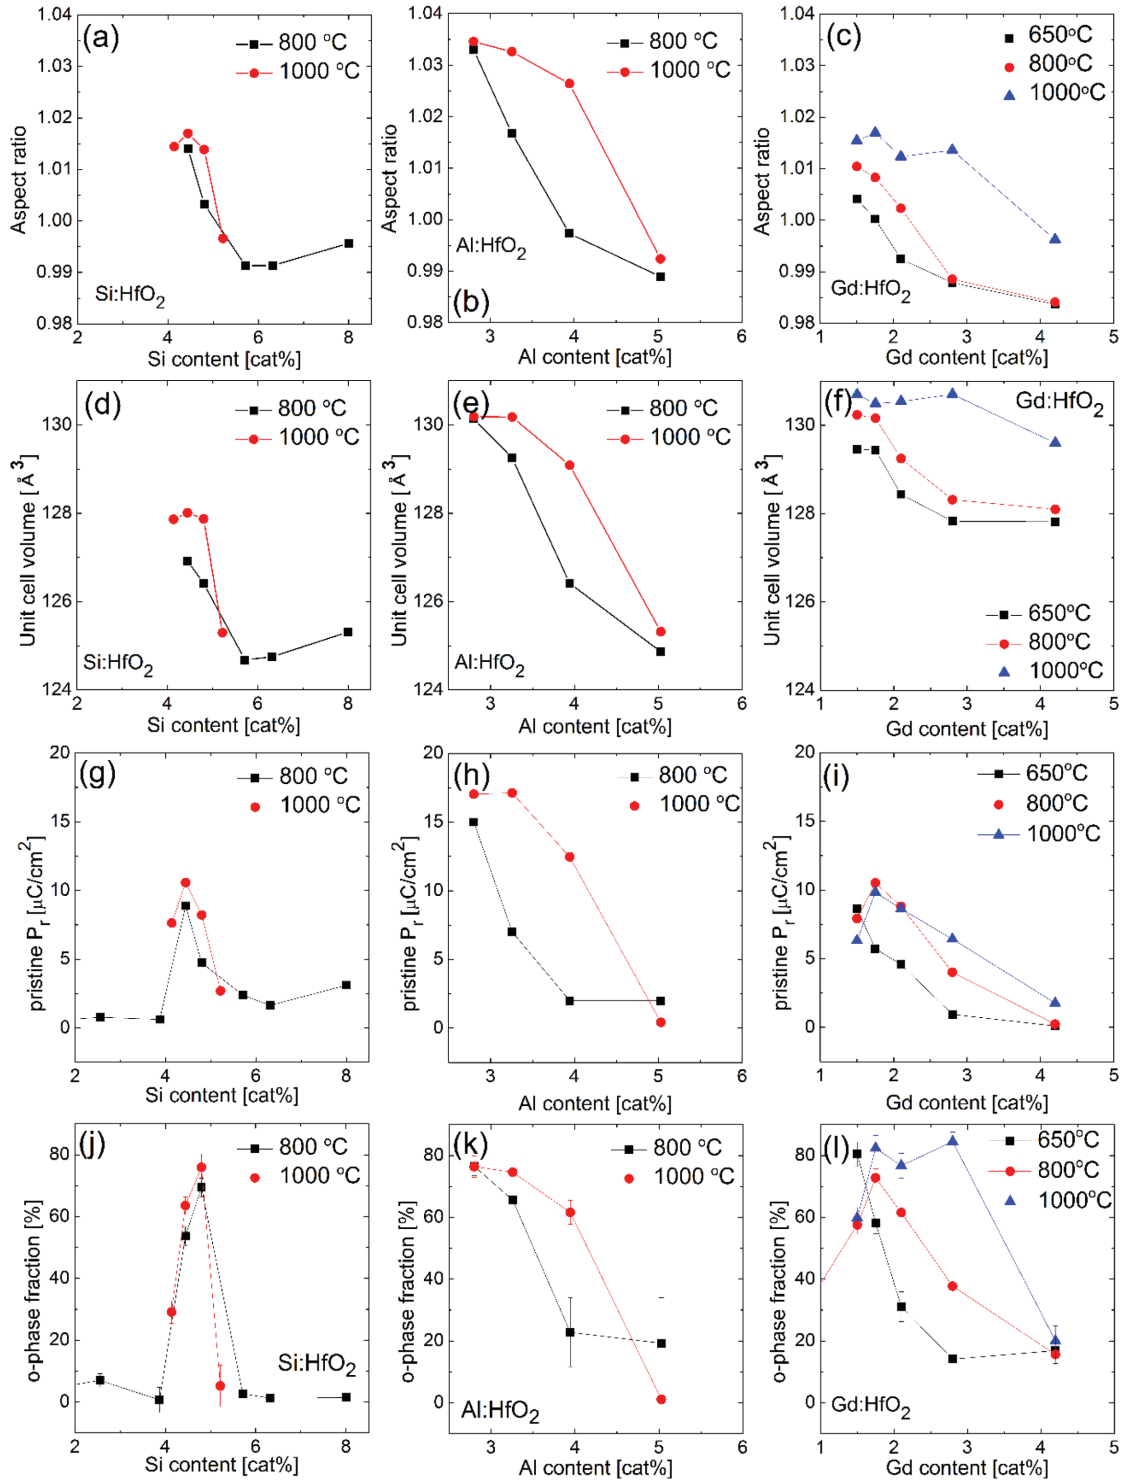 (a)
800 °C
1000 °C
Si:HfO2
Aspect ratio
1.04
1.03
1.02
1.01
1.00
0.99
0.98
2 4 6 8
Si content [cat%]
(b)
800 °C
1000 °C
Al:HfO2
Aspect ratio
1.04
1.03
1.02
1.01
1.00
0.99
0.98
3 4 5 6
Al content [cat%]
(c)
650°C
800°C
1000°C
Gd:HfO2
Aspect ratio
1.04
1.03
1.02
1.01
1.00
0.99
0.98
1 2 3 4 5
Gd content [cat%]
(d)
800 °C
1000 °C
Si:HfO2
Unit cell volume [ Å3]
130
128
126
124
2 4 6 8
Si content [cat%]
(e)
800 °C
1000 °C
Al:HfO2
Unit cell volume [ Å3]
130
128
126
124
3 4 5 6
Al content [cat%]
(f)
Gd:HfO2
650°C
800°C
1000°C
Unit cell volume [ Å3]
130
128
126
124
1 2 3 4 5
Gd content [cat%]
(g)
800 °C
1000 °C
pristine Pr [µC/cm2]
20
15
10
5
0
2 4 6 8
Si content [cat%]
(h)
800 °C
1000 °C
pristine Pr [µC/cm2]
20
15
10
5
0
3 4 5 6
Al content [cat%]
(i)
650°C
800°C
1000°C
pristine Pr [µC/cm2]
20
15
10
5
0
1 2 3 4 5
Gd content [cat%]
(j)
800 °C
1000 °C
Si:HfO2
o-phase fraction [%]
80
60
40
20
0
2 4 6 8
Si content [cat%]
(k)
800 °C
1000 °C
Al:HfO2
o-phase fraction [%]
80
60
40
20
0
3 4 5 6
Al content [cat%]
(l)
650°C
800°C
1000°C
Gd:HfO2
o-phase fraction [%]
80
60
40
20
0
1 2 3 4 5
Gd content [cat%]